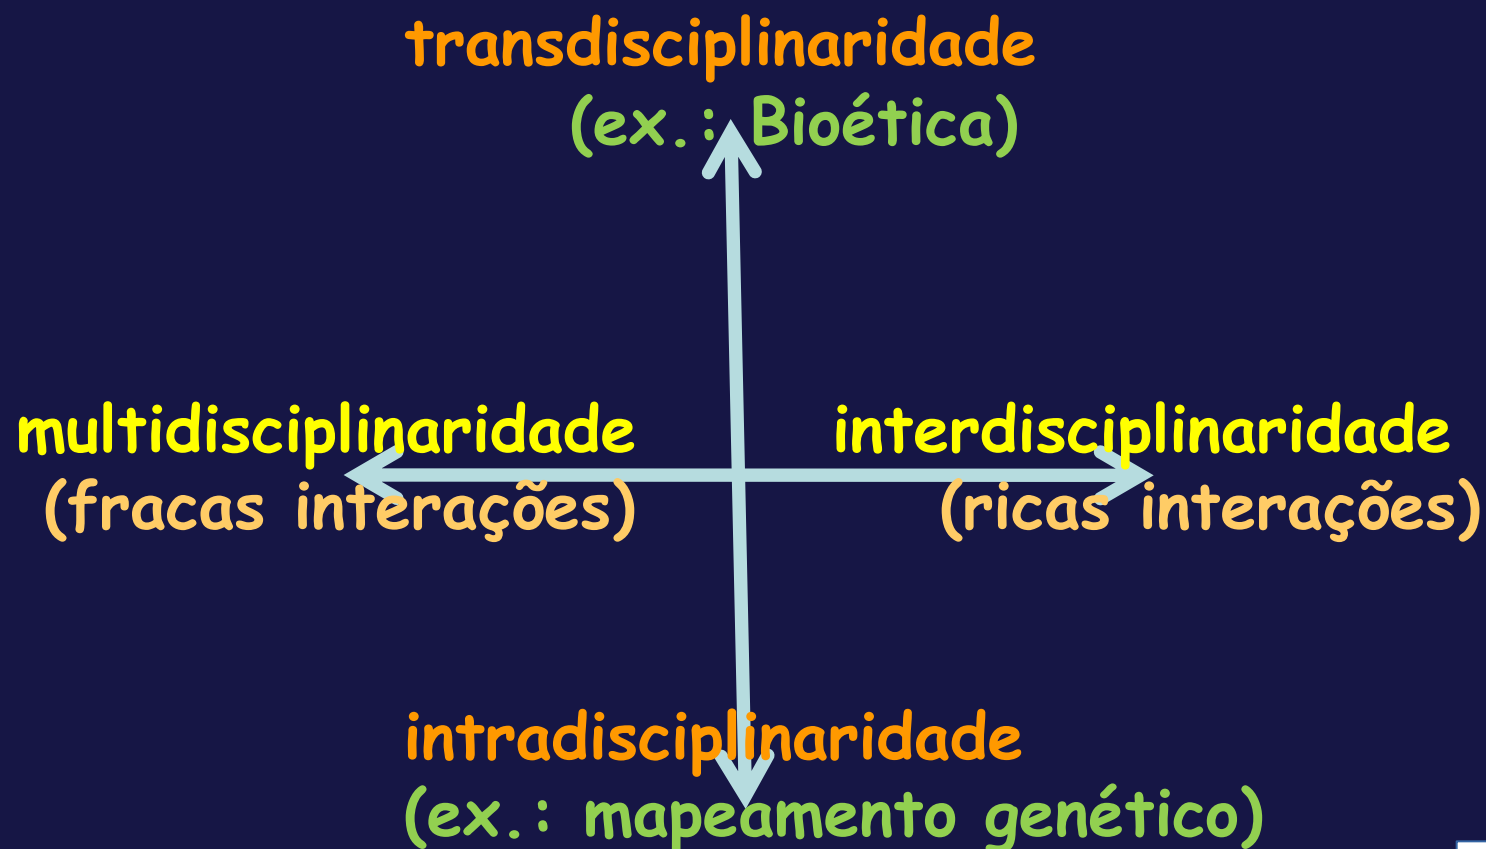 transdisciplinaridade
(ex.: Bioética)
multidisciplinaridade
(fracas interações)
interdisciplinaridade
(ricas interações)
intradisciplinaridade
(ex.: mapeamento genético)